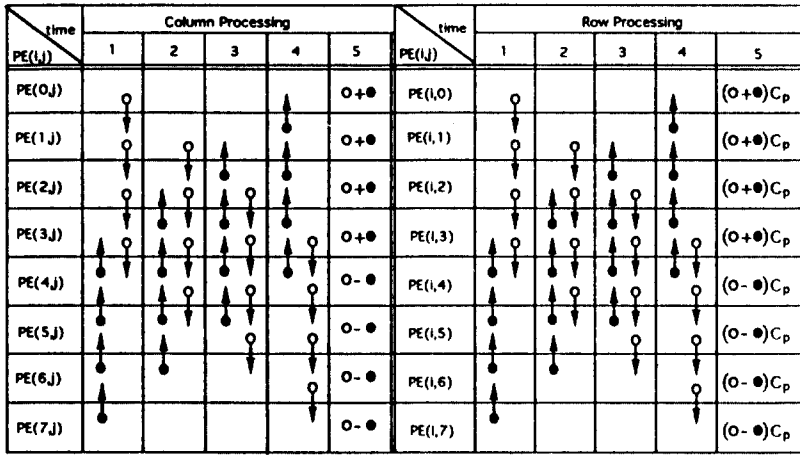 time Column Processing time Row Processing
PE(i,j) 1 2 3 4 5 PE(i,j) 1 2 3 4 5
PE(0,j) O+● PE(i,0) (O+●)Cp
PE(1,j) O+● PE(i,1) (O+●)Cp
PE(2,j) O+● PE(i,2) (O+●)Cp
PE(3,j) O+● PE(i,3) (O+●)Cp
PE(4,j) O-● PE(i,4) (O-●)Cp
PE(5,j) O-● PE(i,5) (O-●)Cp
PE(6,j) O-● PE(i,6) (O-●)Cp
PE(7,j) O-● PE(i,7) (O-●)Cp